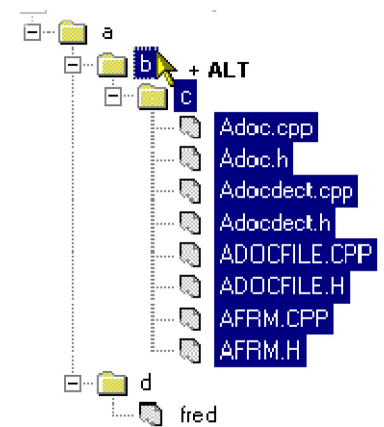 a
b + ALT
c
Adoc.cpp
Adoc.h
Adocdect.cpp
Adocdect.h
ADOCFILE.CPP
ADOCFILE.H
AFRM.CPP
AFRM.H
d
fred